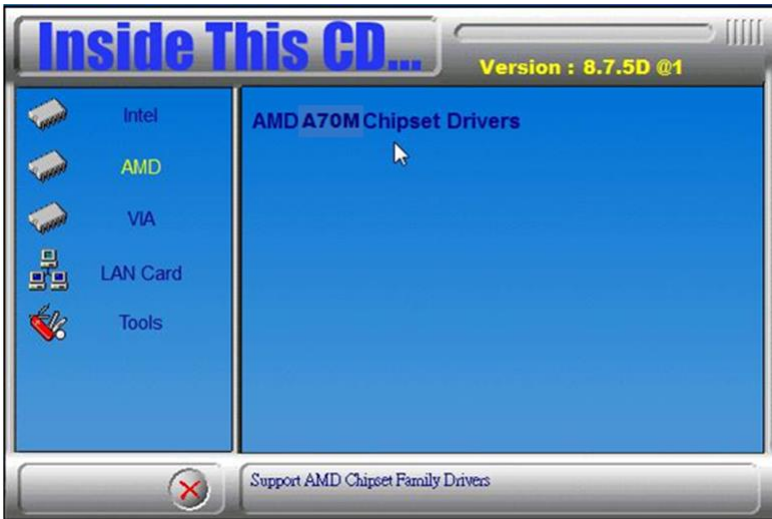 Inside This CD...
Version : 8.7.5D @1
Intel
AMD
VIA
LAN Card
Tools
AMD A70M Chipset Drivers
Support AMD Chipset Family Drivers